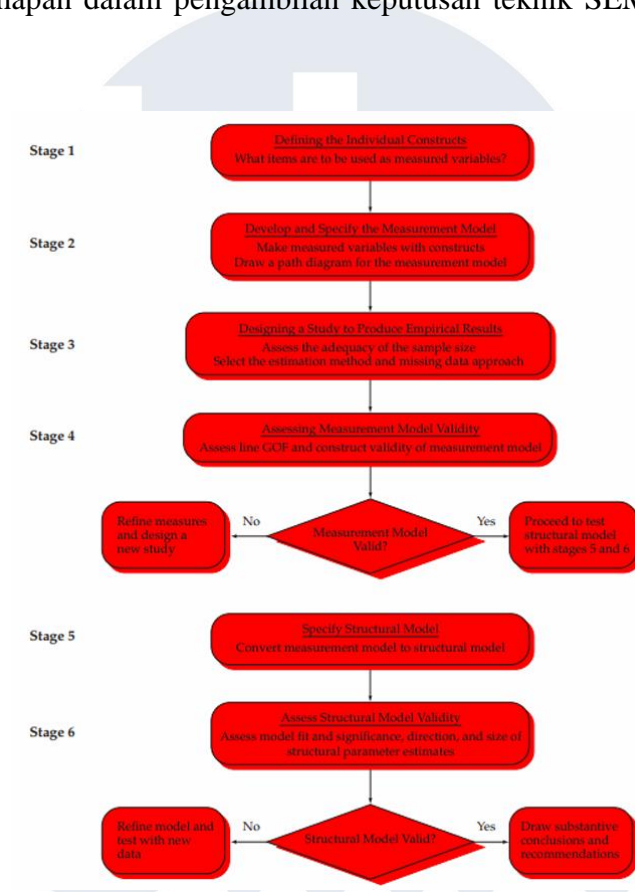 dalam pengambilan keputusan teknik SEM
Stage 1
Defining the Individual Constructs
What items are to be used as measured variables?
Stage 2
Develop and Specify the Measurement Model
Make measured variables with constructs
Draw a path diagram for the measurement model
Stage 3
Designing a Study to Produce Empirical Results
Assess the adequacy of the sample size
Select the estimation method and missing data approach
Stage 4
Assessing Measurement Model Validity
Assess line GOF and construct validity of measurement model
Refine measures
and design a
new study
No
Measurement Model
Valid?
Yes
Proceed to test
structural model
with stages 5 and 6
Stage 5
Specify Structural Model
Convert measurement model to structural model
Stage 6
Assess Structural Model Validity
Assess model fit and significance, direction, and size of
structural parameter estimates
Refine model and
test with new
data
No
Structural Model Valid?
Yes
Draw substantive
conclusions and
recommendations